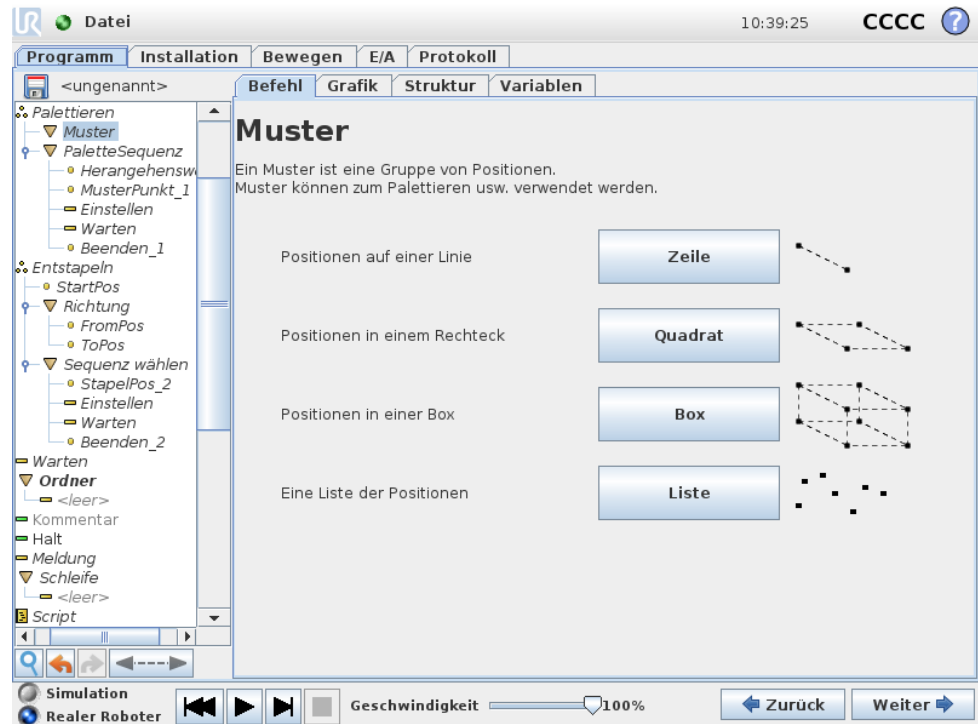 UR Datei 10:39:25 CCCC ?
Programm Installation Bewegen E/A Protokoll
<ungenannt>
Befehl Grafik Struktur Variablen
Palettieren
Muster
PaletteSequenz
MusterPunkt_1
Einstellen
Warten
Beenden_1
Entstapeln
StartPos
Richtung
FromPos
ToPos
Sequenz wählen
StapelPos_2
Einstellen
Warten
Beenden_2
Warten
Ordner
<leer>
Kommentar
Halt
Meldung
Schleife
<leer>
Script
Muster
Ein Muster ist eine Gruppe von Positionen.
Muster können zum Palettieren usw. verwendet werden.
Positionen auf einer Linie Zeile
Positionen in einem Rechteck Quadrat
Positionen in einer Box Box
Eine Liste der Positionen Liste
Simulation
Realer Roboter
Geschwindigkeit 100%
Zurück Weiter